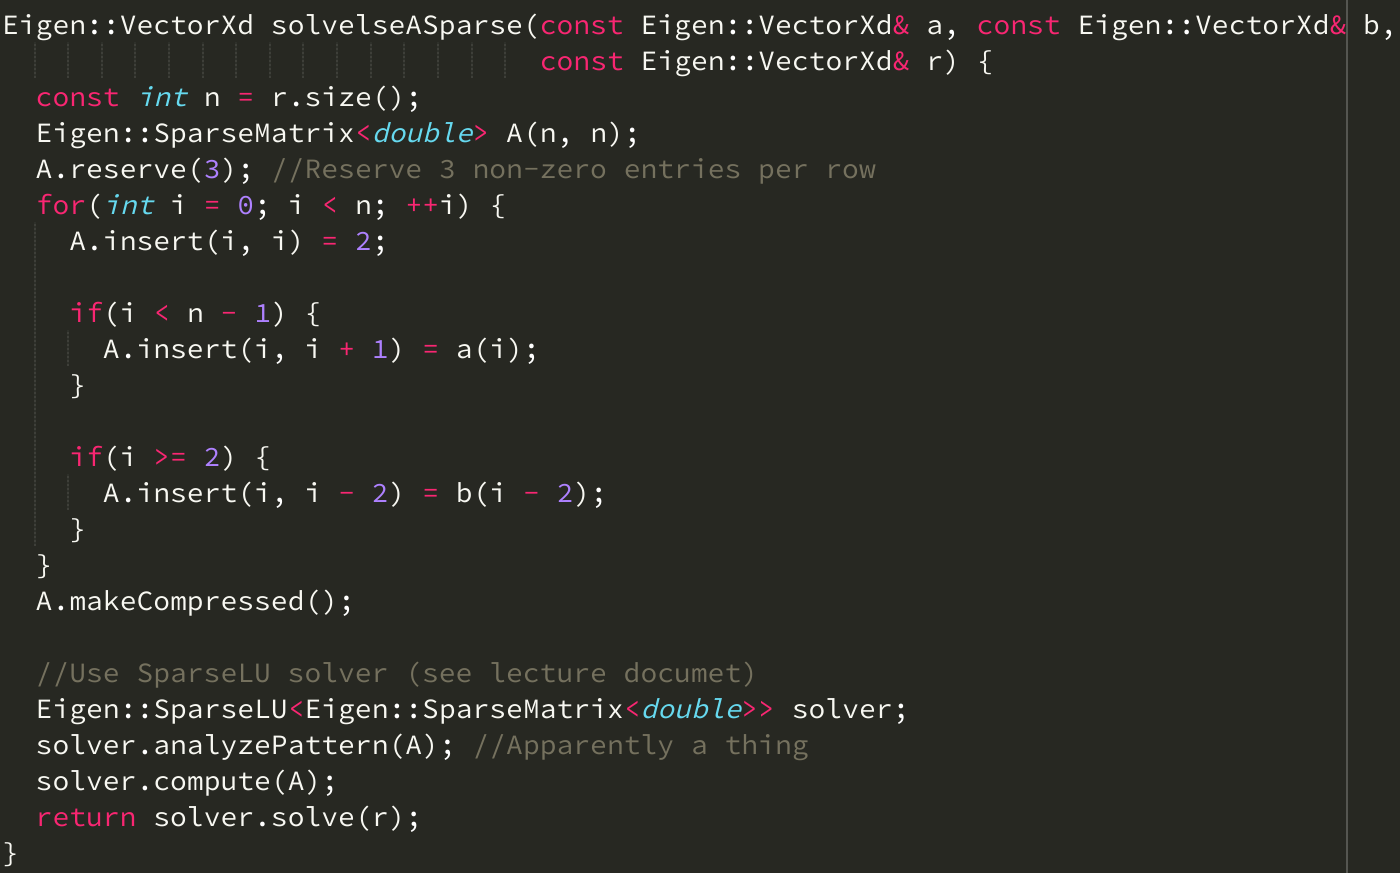 Eigen::VectorXd solvelseASparse(const Eigen::VectorXd& a, const Eigen::VectorXd& b,
const Eigen::VectorXd& r) {
const int n = r.size();
Eigen::SparseMatrix<double> A(n, n);
A.reserve(3); //Reserve 3 non-zero entries per row
for(int i = 0; i < n; ++i) {
A.insert(i, i) = 2;
if(i < n - 1) {
A.insert(i, i + 1) = a(i);
}
if(i >= 2) {
A.insert(i, i - 2) = b(i - 2);
}
}
A.makeCompressed();
//Use SparseLU solver (see lecture documet)
Eigen::SparseLU<Eigen::SparseMatrix<double>> solver;
solver.analyzePattern(A); //Apparently a thing
solver.compute(A);
return solver.solve(r);
}